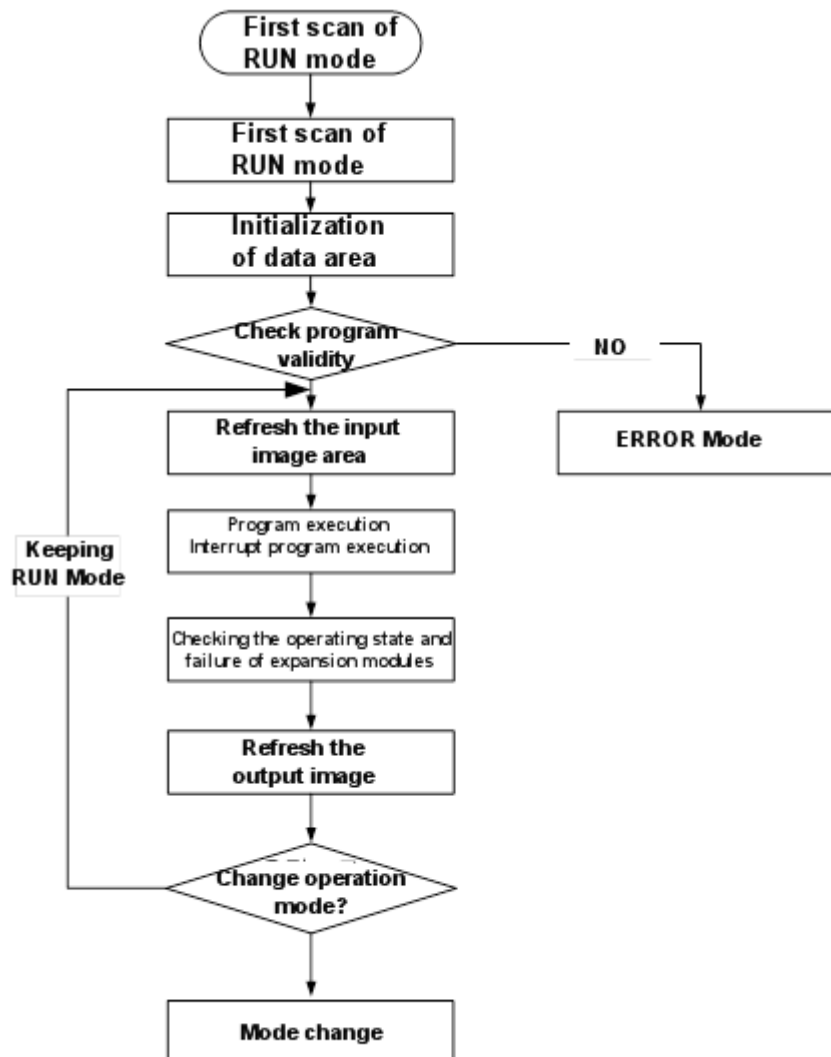 First scan of
RUN mode
First scan of
RUN mode
Initialization
of data area
Check program
validity
NO
ERROR Mode
Refresh the input
image area
Program execution
Interrupt program execution
Keeping
RUN Mode
Checking the operating state and
failure of expansion modules
Refresh the
output image
Change operation
mode?
Mode change